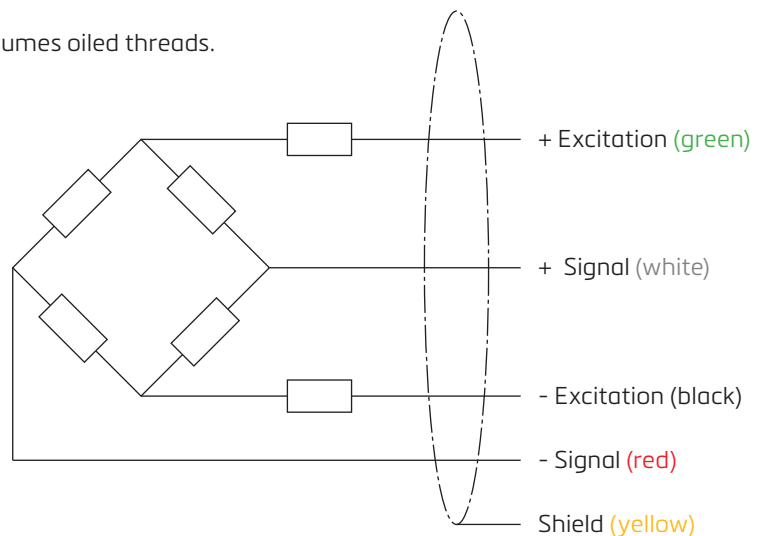 umes oiled threads.
+ Excitation (green)
+ Signal (white)
- Excitation (black)
- Signal (red)
Shield (yellow)